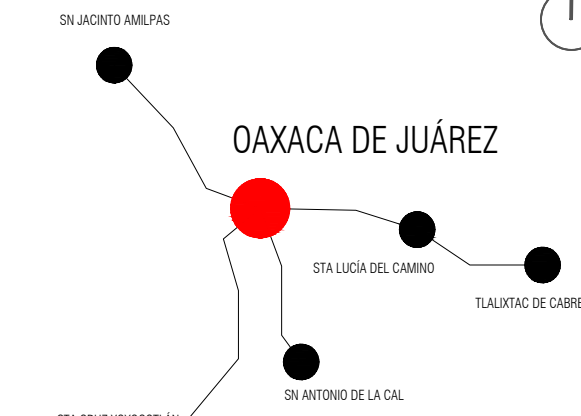 SN JACINTO AMILPAS
OAXACA DE JUÁREZ
STA LUCÍA DEL CAMINO
TLALIXTAC DE CABRE
SN ANTONIO DE LA CAL